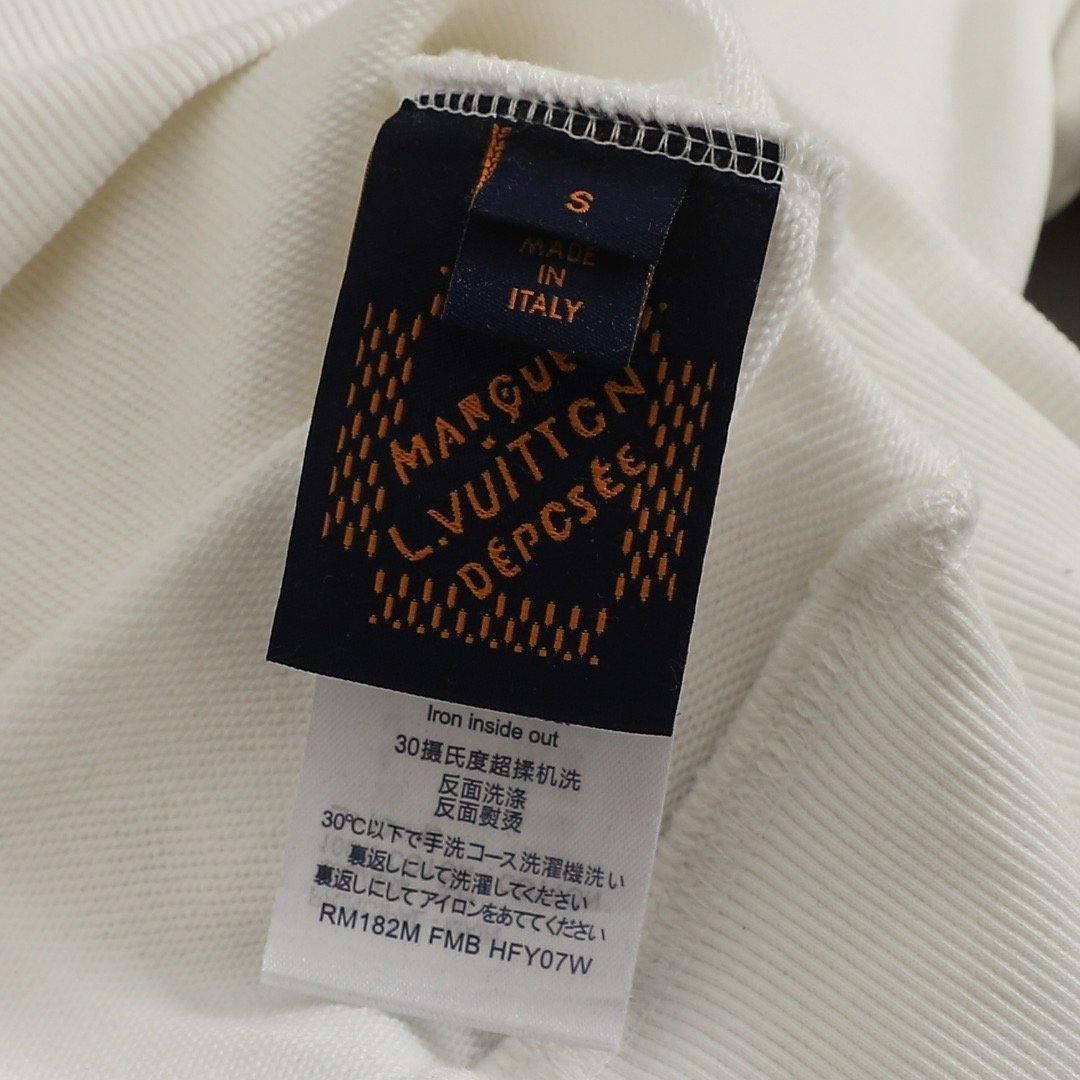 S
MADE
IN
ITALY
MARQUE
L.VUITTON
DÉPOSÉE
Iron inside out
30摄氏度超揉机洗
反面洗涤
反面熨烫
30℃以下で手洗コース洗濯機洗い
裏返しにして洗濯してください
裏返しにしてアイロンをあててください
RM182M FMB HFY07W